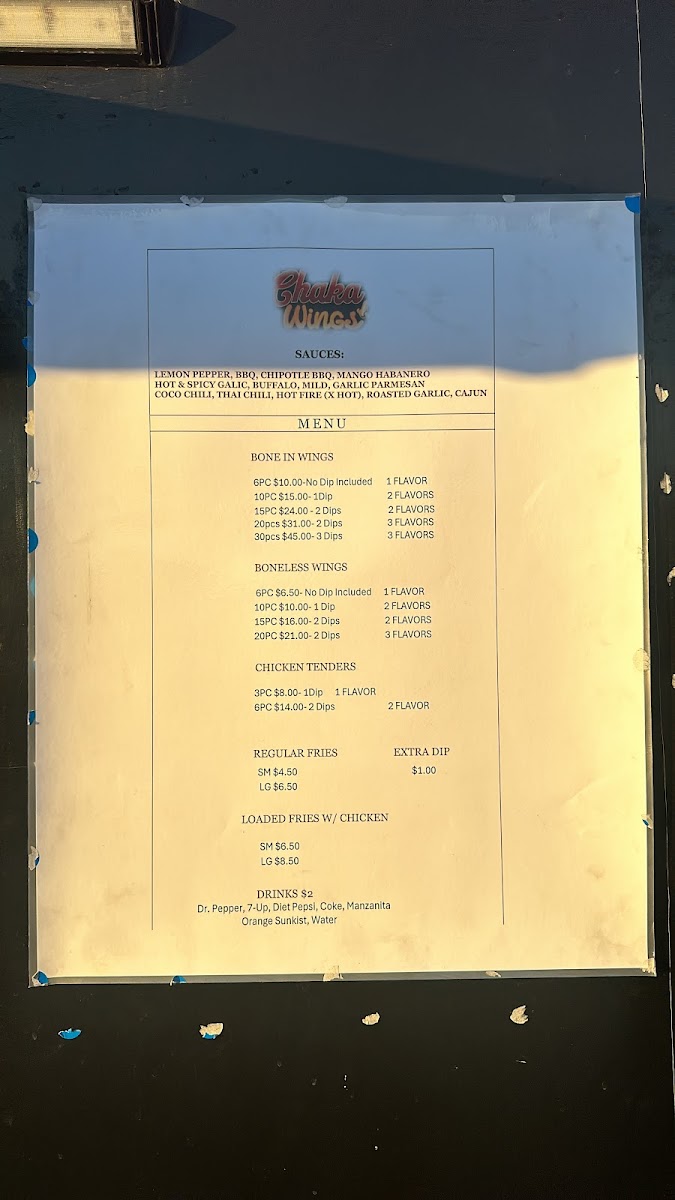 Chaka
Wings
SAUCES:
LEMON PEPPER, BBQ, CHIPOTLE BBQ, MANGO HABANERO
HOT & SPICY GALIC, BUFFALO, MILD, GARLIC PARMESAN
COCO CHILI, THAI CHILI, HOT FIRE (X HOT), ROASTED GARLIC, CAJUN
MENU
BONE IN WINGS
6PC $10.00-No Dip Included 1 FLAVOR
10PC $15.00- 1Dip 2 FLAVORS
15PC $24.00 - 2 Dips 2 FLAVORS
20pcs $31.00- 2 Dips 3 FLAVORS
30pcs $45.00- 3 Dips 3 FLAVORS
BONELESS WINGS
6PC $6.50- No Dip Included 1 FLAVOR
10PC $10.00- 1 Dip 2 FLAVORS
15PC $16.00- 2 Dips 2 FLAVORS
20PC $21.00- 2 Dips 3 FLAVORS
CHICKEN TENDERS
3PC $8.00- 1Dip 1 FLAVOR
6PC $14.00- 2 Dips 2 FLAVOR
REGULAR FRIES EXTRA DIP
SM $4.50 $1.00
LG $6.50
LOADED FRIES W/ CHICKEN
SM $6.50
LG $8.50
DRINKS $2
Dr. Pepper, 7-Up, Diet Pepsi, Coke, Manzanita
Orange Sunkist, Water